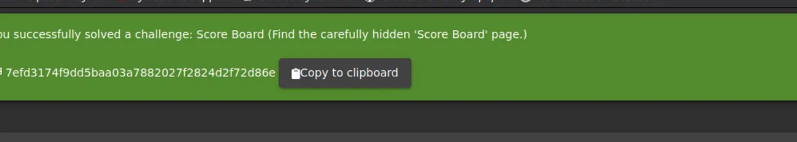 ou successfully solved a challenge: Score Board (Find the carefully hidden 'Score Board' page.)
7efd3174f9dd5baa03a7882027f2824d2f72d86e Copy to clipboard